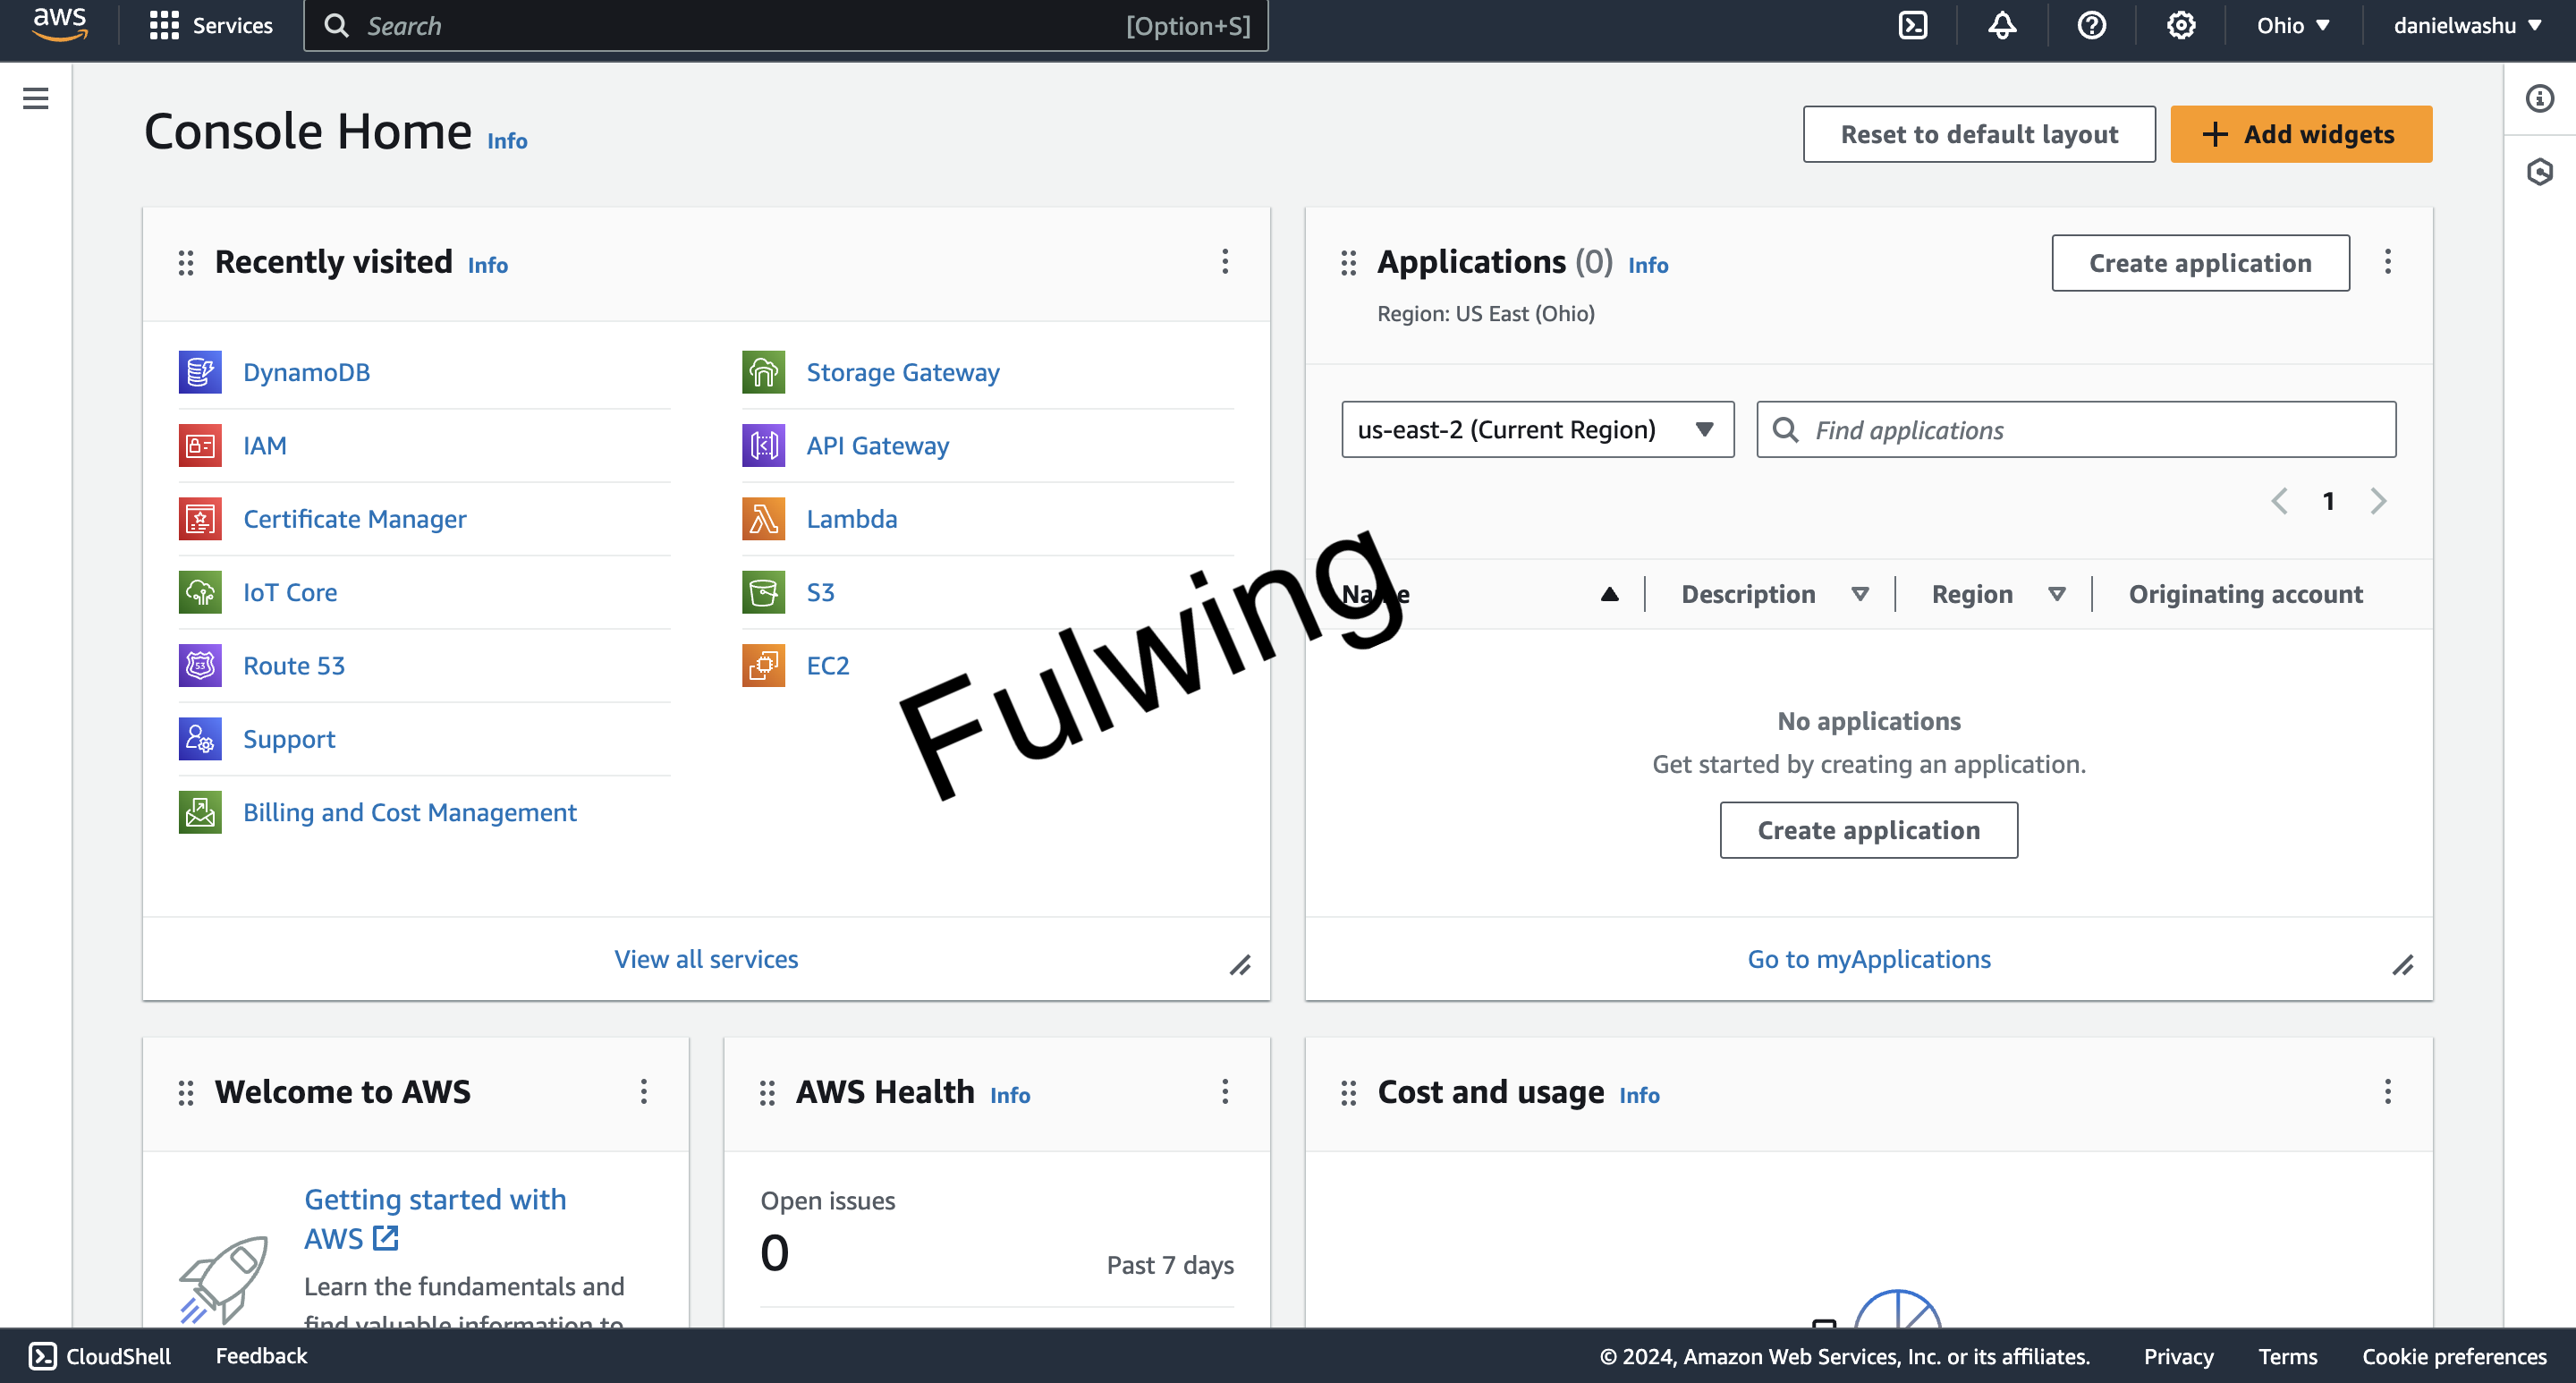 aws Services Search [Option+S] Ohio danielwashu
Console Home Info
Reset to default layout
Add widgets
Recently visited Info
DynamoDB
IAM
Certificate Manager
IoT Core
Route 53
Support
Billing and Cost Management
Storage Gateway
API Gateway
Lambda
S3
EC2
View all services
Applications (0) Info
Create application
Region: US East (Ohio)
us-east-2 (Current Region)
Find applications
1
Name Description Region Originating account
No applications
Get started by creating an application.
Create application
Go to myApplications
Fulwing
Welcome to AWS
Getting started with
AWS
Learn the fundamentals and
find valuable information to
AWS Health Info
Open issues
0
Past 7 days
Cost and usage Info
CloudShell Feedback © 2024, Amazon Web Services, Inc. or its affiliates. Privacy Terms Cookie preferences